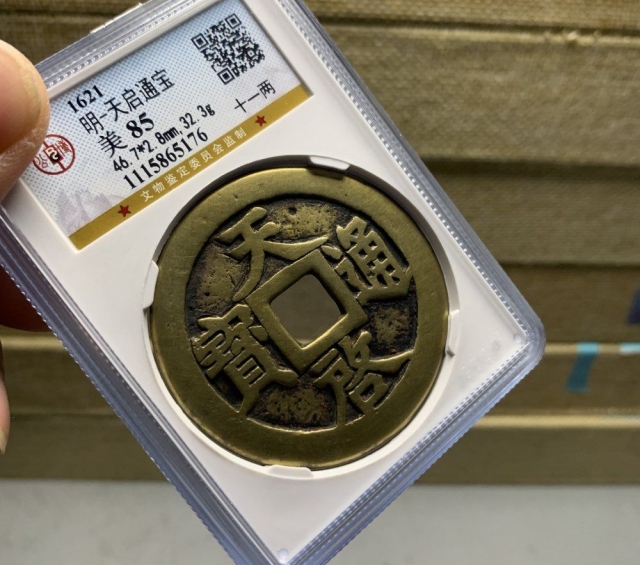 1621
明-天启通宝
美 85 十一两
46.7*2.8mm,32.3g
1115865176
文物鉴定委员会监制
天啟通寶